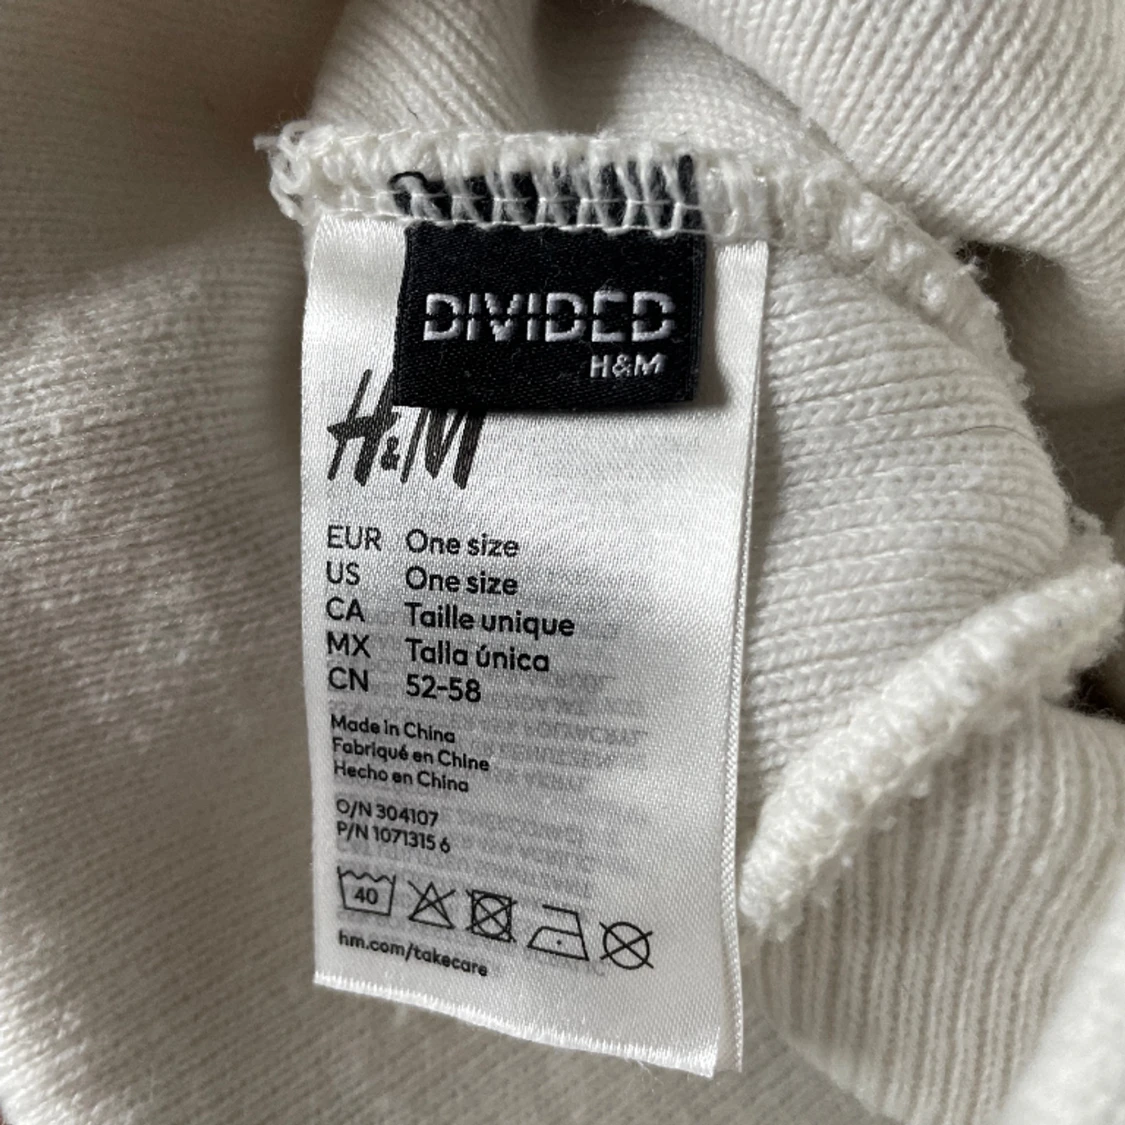 DIVIDED
H&M
H&M
EUR One size
US One size
CA Taille unique
MX Talla única
CN 52-58
Made in China
Fabriqué en Chine
Hecho en China
O/N 304107
P/N 1071315 6
40
hm.com/takecare